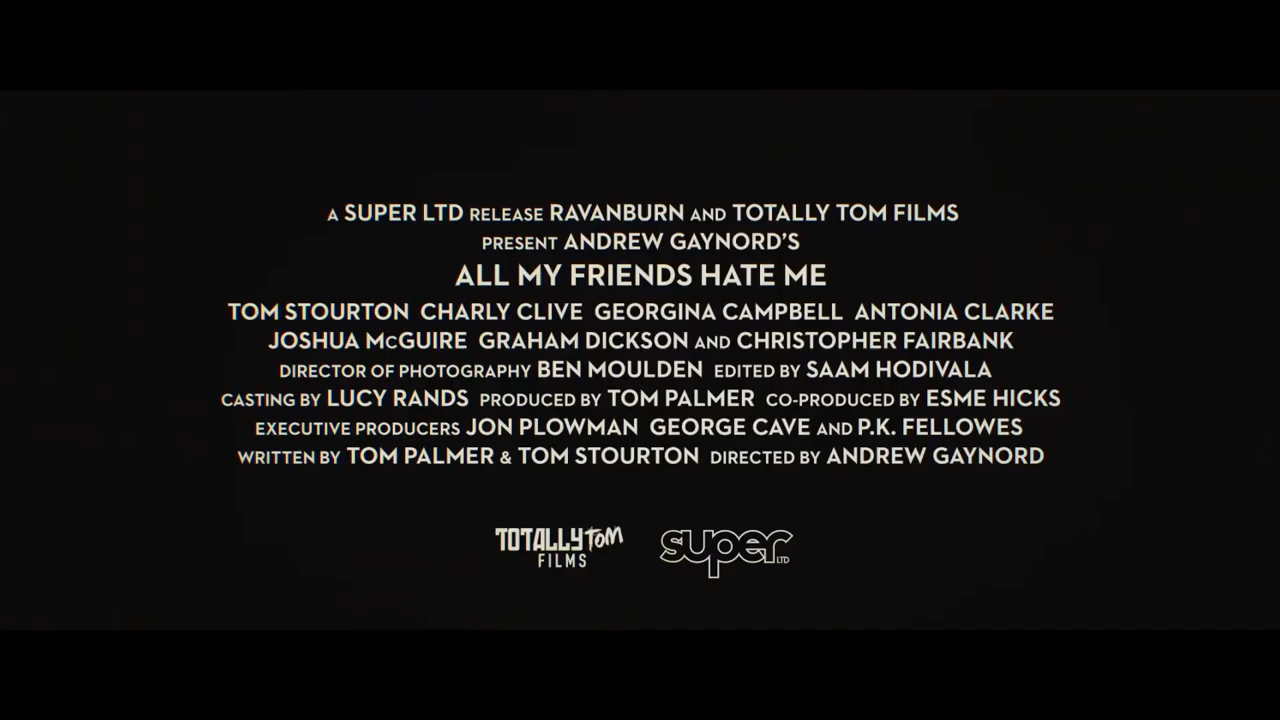 A SUPER LTD RELEASE RAVANBURN AND TOTALLY TOM FILMS
PRESENT ANDREW GAYNORD'S
ALL MY FRIENDS HATE ME
TOM STOURTON CHARLY CLIVE GEORGINA CAMPBELL ANTONIA CLARKE
JOSHUA McGUIRE GRAHAM DICKSON AND CHRISTOPHER FAIRBANK
DIRECTOR OF PHOTOGRAPHY BEN MOULDEN EDITED BY SAAM HODIVALA
CASTING BY LUCY RANDS PRODUCED BY TOM PALMER CO-PRODUCED BY ESME HICKS
EXECUTIVE PRODUCERS JON PLOWMAN GEORGE CAVE AND P.K. FELLOWES
WRITTEN BY TOM PALMER & TOM STOURTON DIRECTED BY ANDREW GAYNORD
TOTALLY TOM FILMS
super LTD